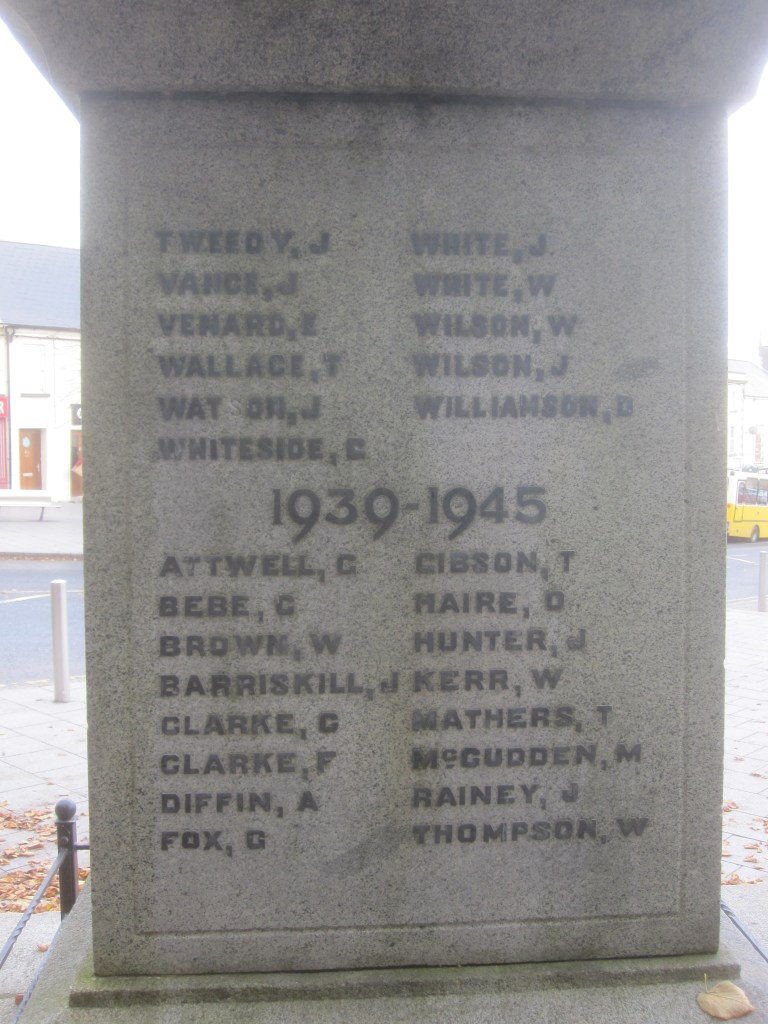 TWEEDY, J
VANCE, J
VENARD, E
WALLACE, T
WATSON, J
WHITESIDE, C
WHITE, J.
WHITE, W
WILSON, W
WILSON, J
WILLIAMSON, D
1939-1945
ATTWELL, C
BEBE, G
BROWN, W
BARRISKILL, J
CLARKE, C
CLARKE, F
DIFFIN, A
FOX, G
GIBSON, T
HAIRE, O
HUNTER, J
KERR, W
MATHERS, T
McCUDDEN, M
RAINEY, J
THOMPSON, W